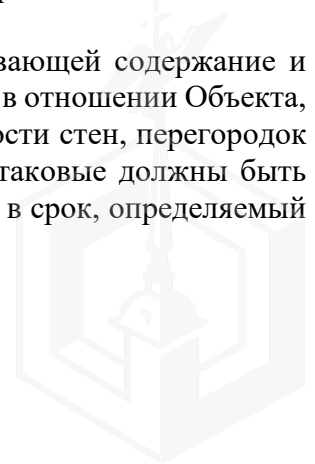 вающей содержание и
в отношении Объекта,
ости стен, перегородок
таковые должны быть
в срок, определяемый